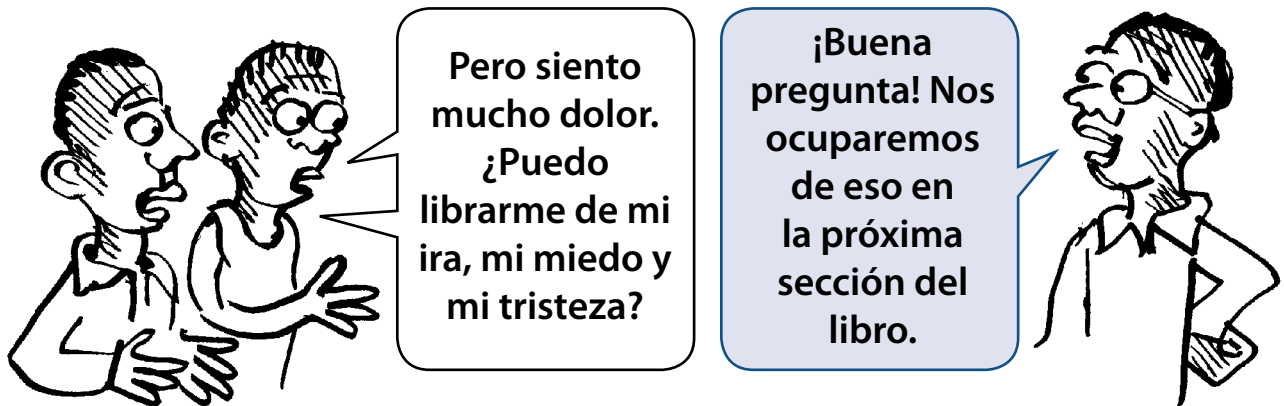 Pero siento
mucho dolor.
¿Puedo
librarme de mi
ira, mi miedo y
mi tristeza?
¡Buena
pregunta! Nos
ocuparemos
de eso en
la próxima
sección del
libro.